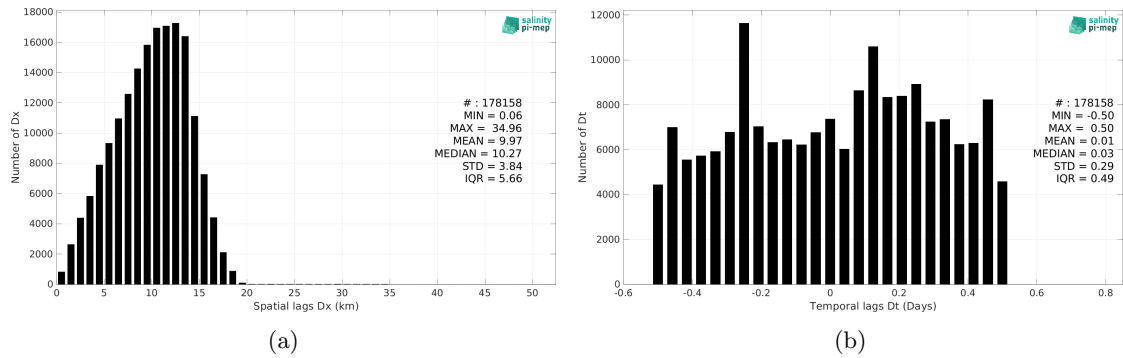 18000
16000
14000
12000
10000
8000
6000
4000
2000
0
Number of Dx
salinity
pi-mep
# : 178158
MIN = 0.06
MAX = 34.96
MEAN = 9.97
MEDIAN = 10.27
STD = 3.84
IQR = 5.66
0 5 10 15 20 25 30 35 40 45 50
Spatial lags Dx (km)
(a)
12000
10000
8000
6000
4000
2000
0
Number of Dt
salinity
pi-mep
# : 178158
MIN = -0.50
MAX = 0.50
MEAN = 0.01
MEDIAN = 0.03
STD = 0.29
IQR = 0.49
-0.6 -0.4 -0.2 0 0.2 0.4 0.6 0.8
Temporal lags Dt (Days)
(b)